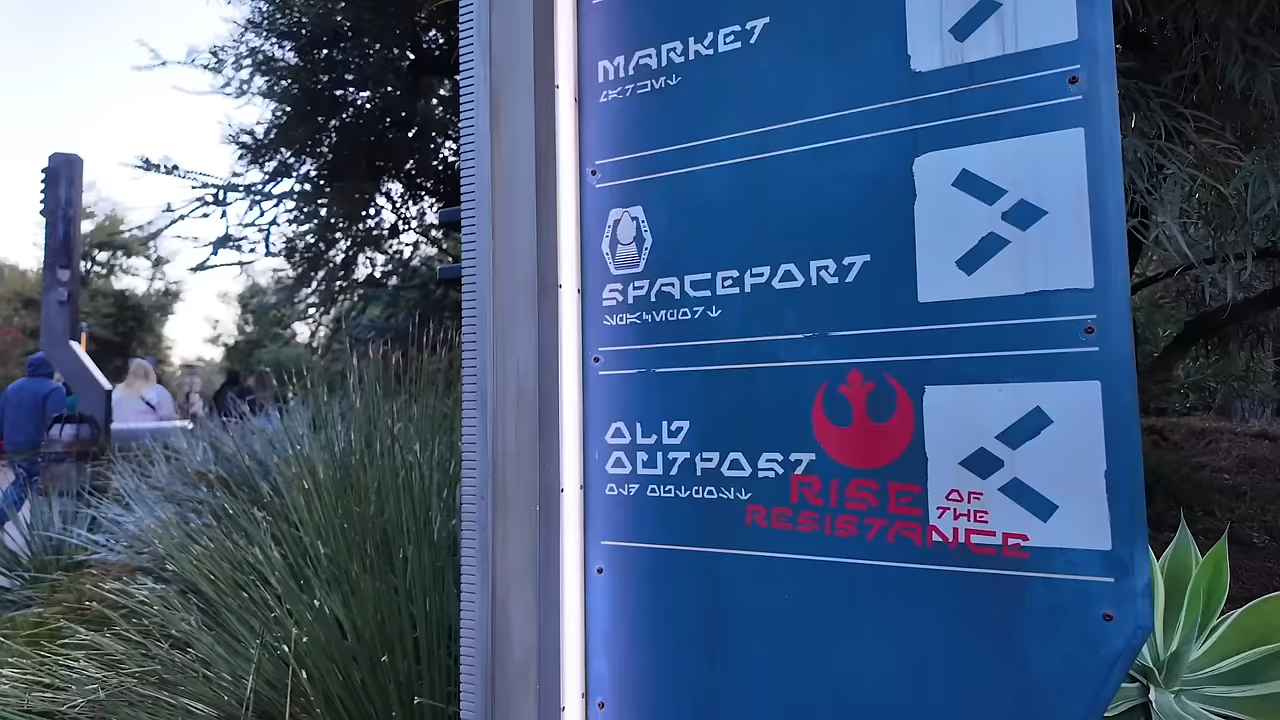 MARKET
SPACEPORT
OLD
OUTPOST
RISE OF
THE
RESISTANCE